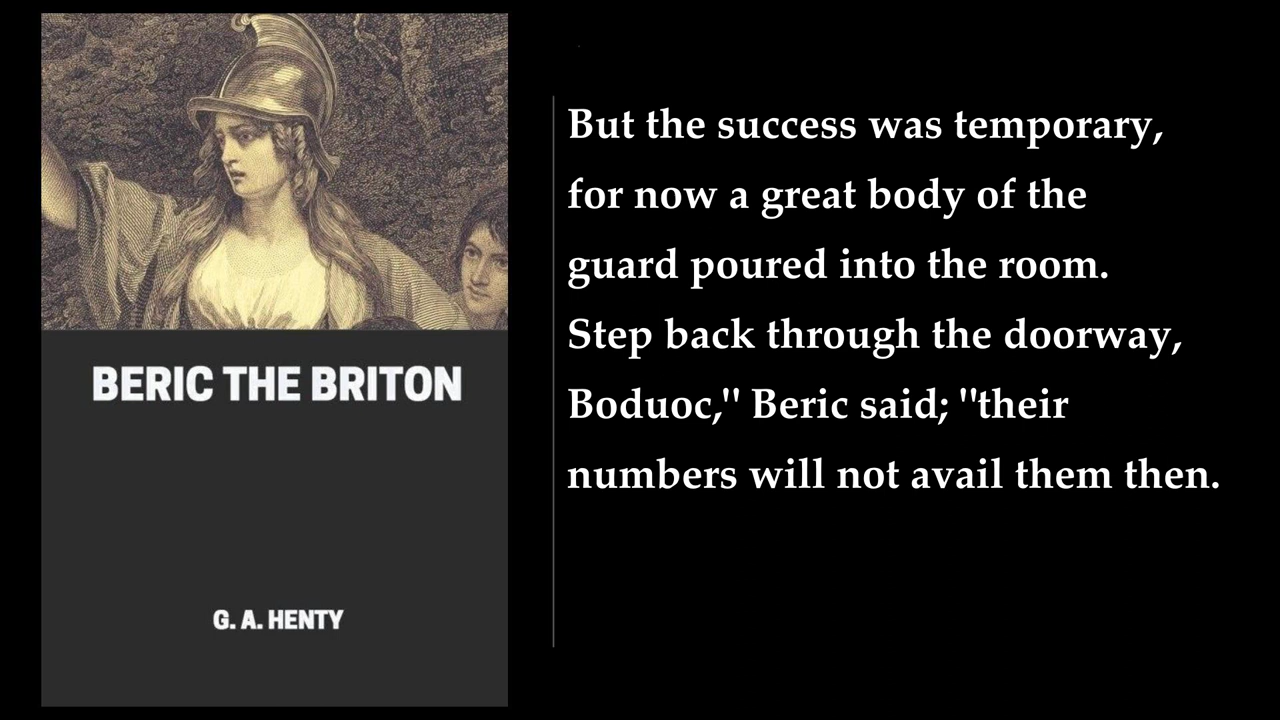 BERIC THE BRITON
G. A. HENTY
But the success was temporary,
for now a great body of the
guard poured into the room.
Step back through the doorway,
Boduoc," Beric said; "their
numbers will not avail them then.